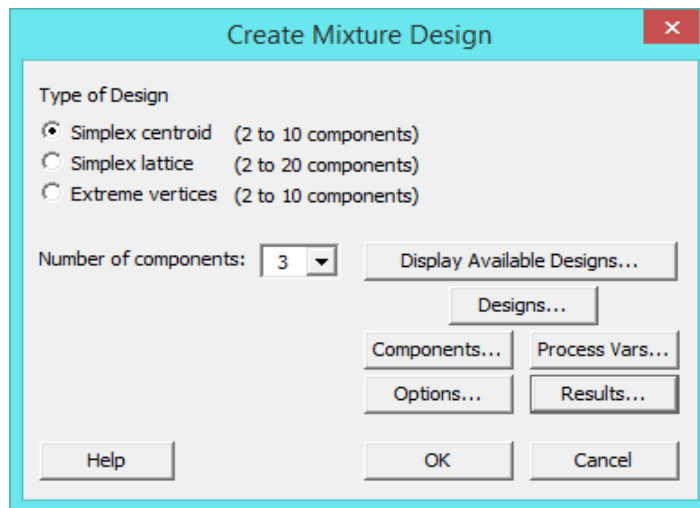 Create Mixture Design
Type of Design
Simplex centroid (2 to 10 components)
Simplex lattice (2 to 20 components)
Extreme vertices (2 to 10 components)
Number of components: 3 Display Available Designs...
Designs...
Components... Process Vars...
Options... Results...
Help OK Cancel